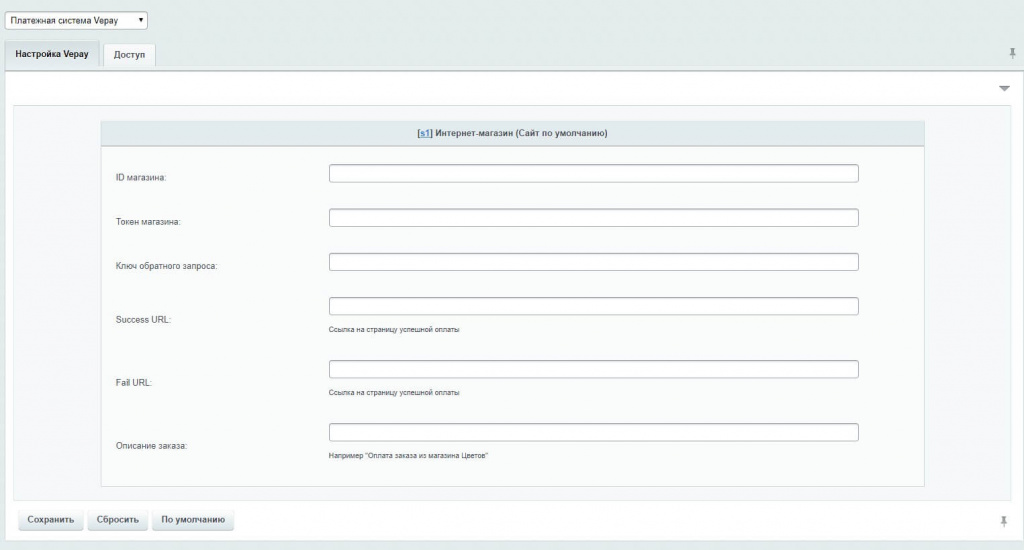 Платежная система Vepay
Настройка Vepay
Доступ
[s1] Интернет-магазин (Сайт по умолчанию)
ID магазина:
Токен магазина:
Ключ обратного запроса:
Success URL:
Ссылка на страницу успешной оплаты
Fail URL:
Ссылка на страницу успешной оплаты
Описание заказа:
Например "Оплата заказа из магазина Цветов"
Сохранить Сбросить По умолчанию